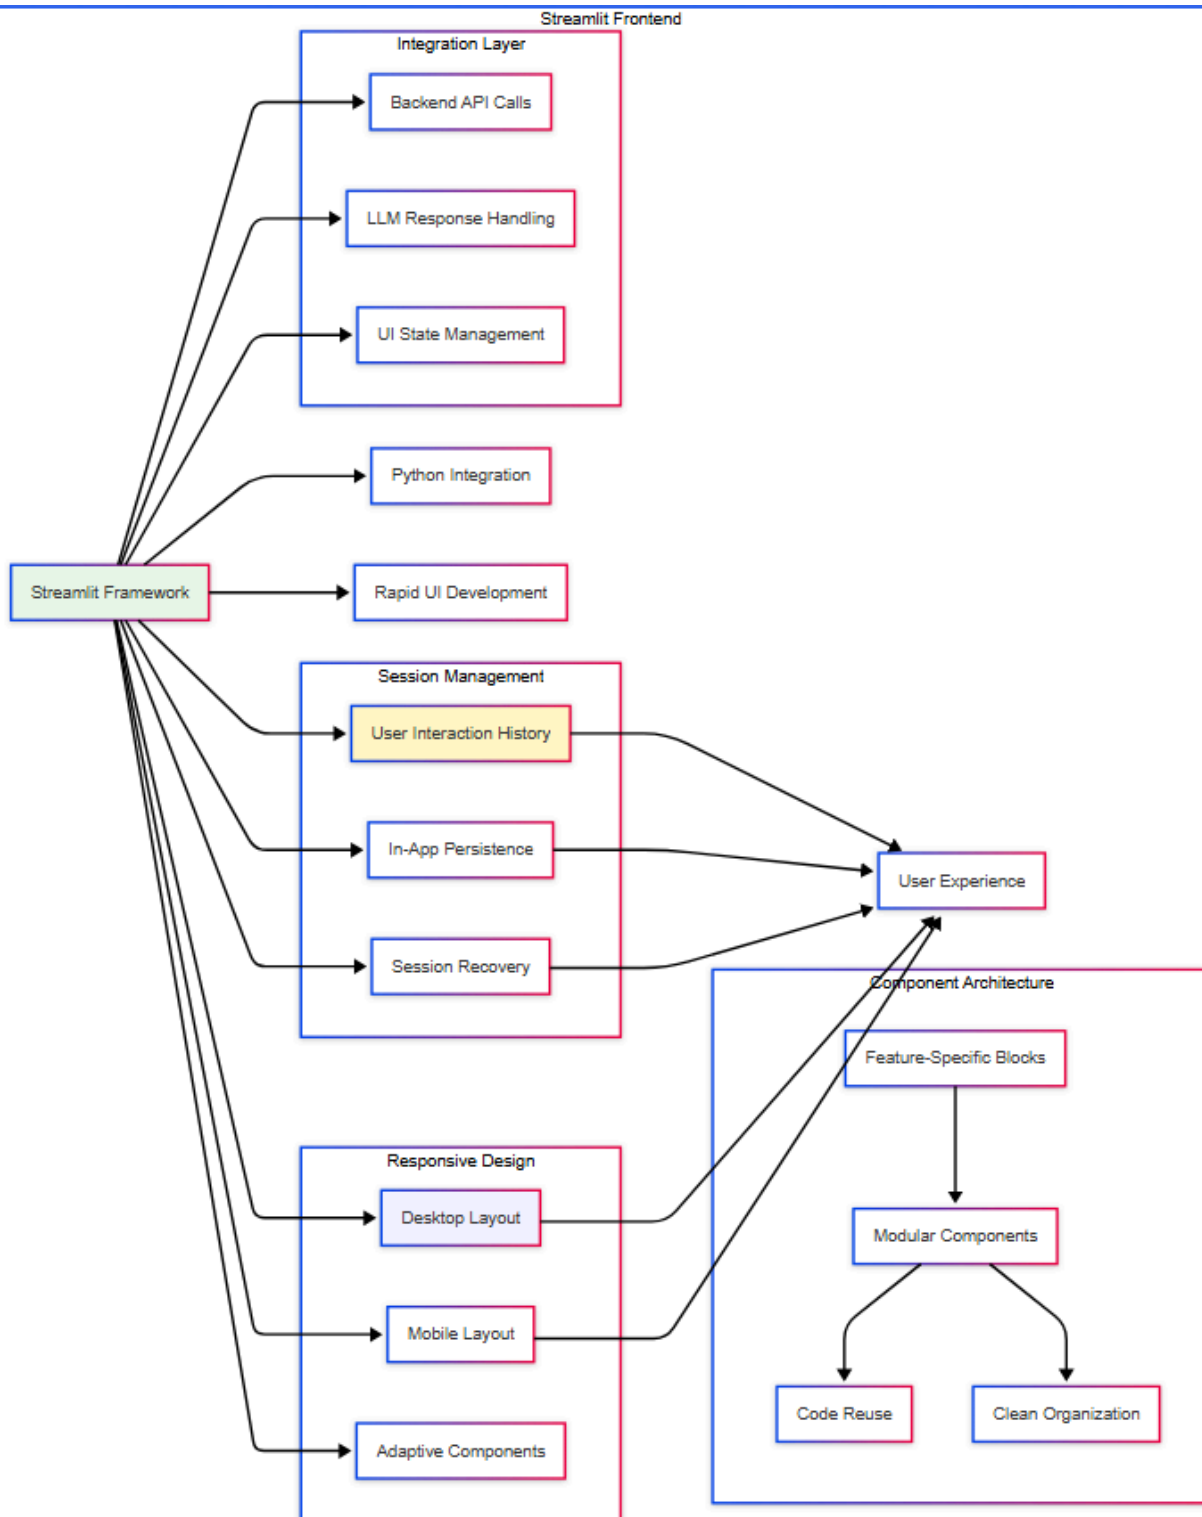 Streamlit Frontend
Integration Layer
Backend API Calls
LLM Response Handling
UI State Management
Python Integration
Streamlit Framework
Rapid UI Development
Session Management
User Interaction History
In-App Persistence
User Experience
Session Recovery
Component Architecture
Feature-Specific Blocks
Responsive Design
Desktop Layout
Modular Components
Mobile Layout
Code Reuse
Clean Organization
Adaptive Components